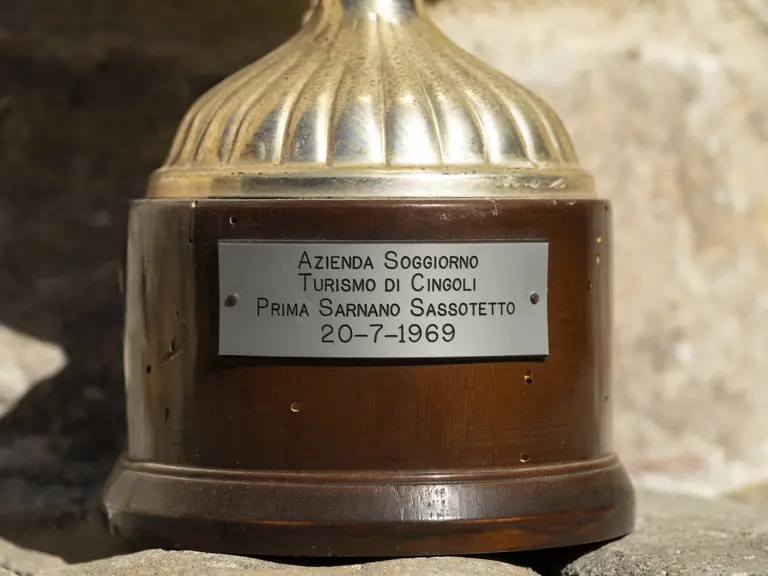 Azienda Soggiorno
Turismo di Cingoli
Prima Sarnano Sassotetto
20-7-1969